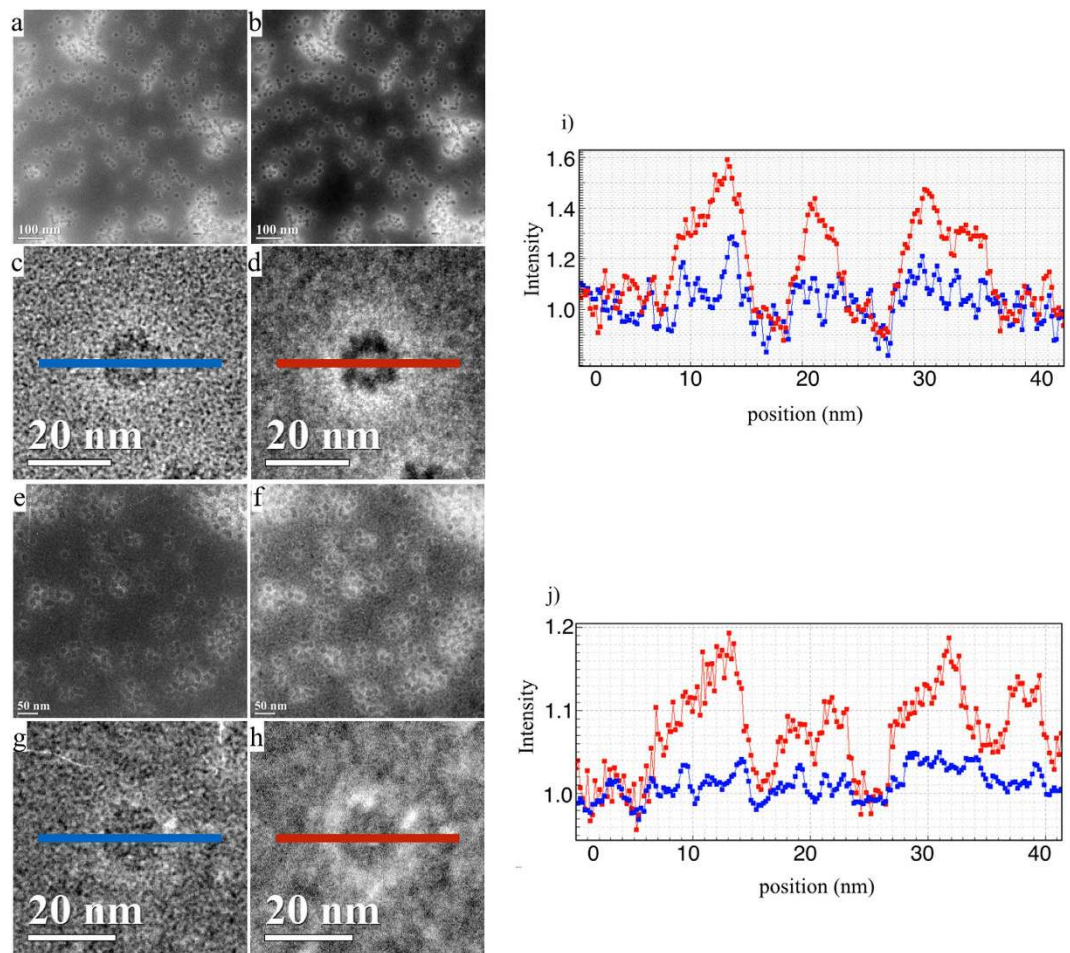 a
b
100 nm
100 nm
c
d
20 nm
20 nm
e
f
50 nm
50 nm
g
h
20 nm
20 nm
i)
1.6
1.4
1.2
1.0
Intensity
0 10 20 30 40
position (nm)
j)
1.2
1.1
1.0
Intensity
0 10 20 30 40
position (nm)